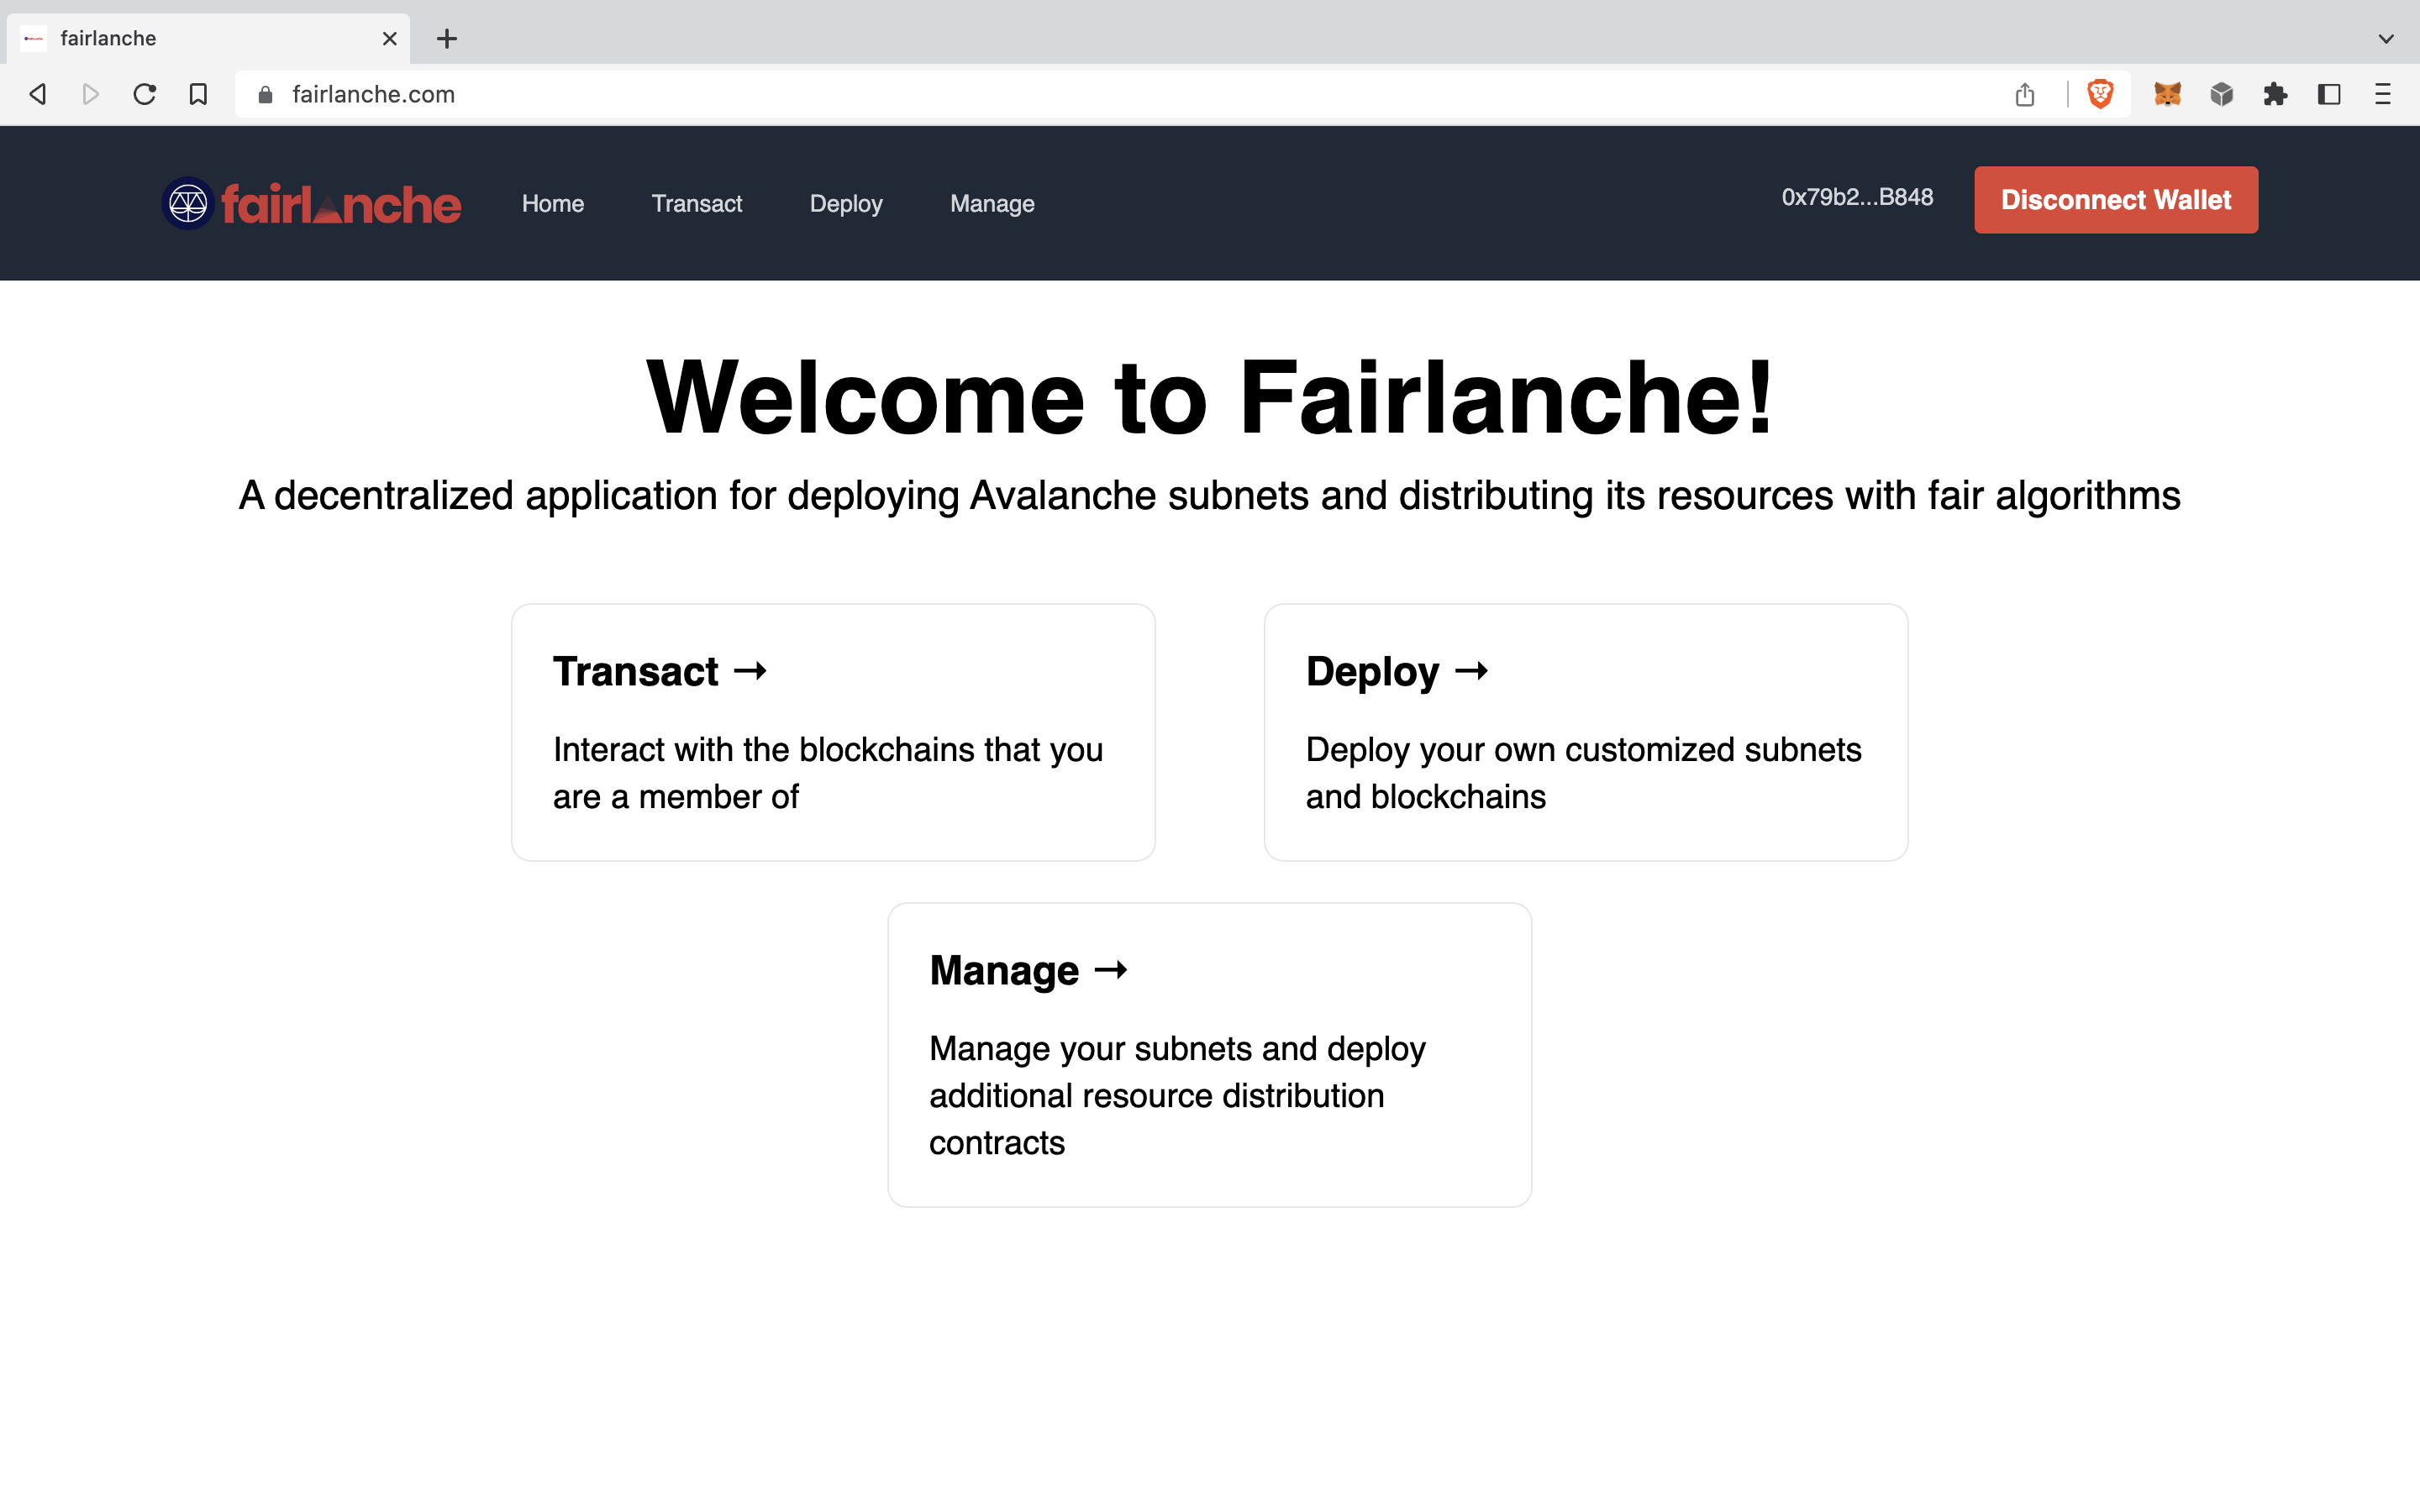 fairlanche
fairlanche.com
fairlanche
Home
Transact
Deploy
Manage
0x79b2...B848
Disconnect Wallet
Welcome to Fairlanche!
A decentralized application for deploying Avalanche subnets and distributing its resources with fair algorithms
Transact →
Interact with the blockchains that you
are a member of
Deploy →
Deploy your own customized subnets
and blockchains
Manage →
Manage your subnets and deploy
additional resource distribution
contracts